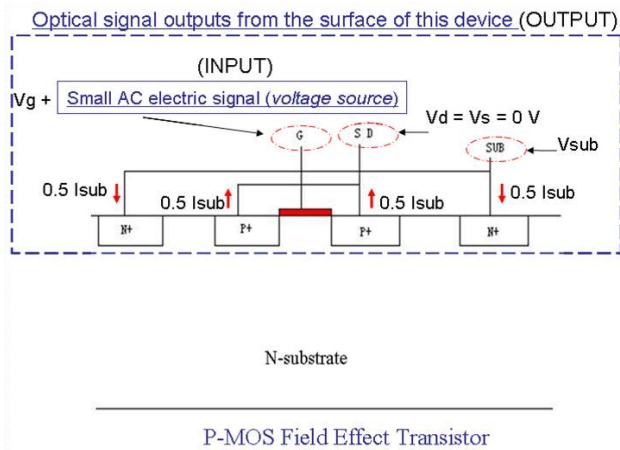 Optical signal outputs from the surface of this device (OUTPUT)
(INPUT)
Vg + Small AC electric signal (voltage source)
Vd = Vs = 0 V
G
S D
SUB
Vsub
0.5 Isub
0.5 Isub
0.5 Isub
0.5 Isub
N+
P+
P+
N+
N-substrate
P-MOS Field Effect Transistor